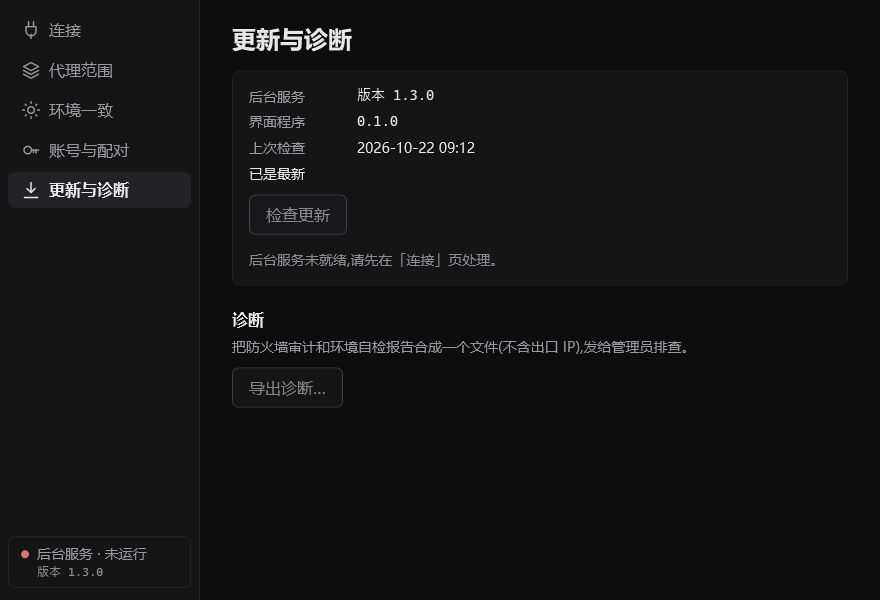 连接
代理范围
环境一致
账号与配对
更新与诊断
后台服务 · 未运行
版本 1.3.0
更新与诊断
后台服务 版本 1.3.0
界面程序 0.1.0
上次检查 2026-10-22 09:12
已是最新
检查更新
后台服务未就绪,请先在「连接」页处理。
诊断
把防火墙审计和环境自检报告合成一个文件(不含出口 IP),发给管理员排查。
导出诊断...